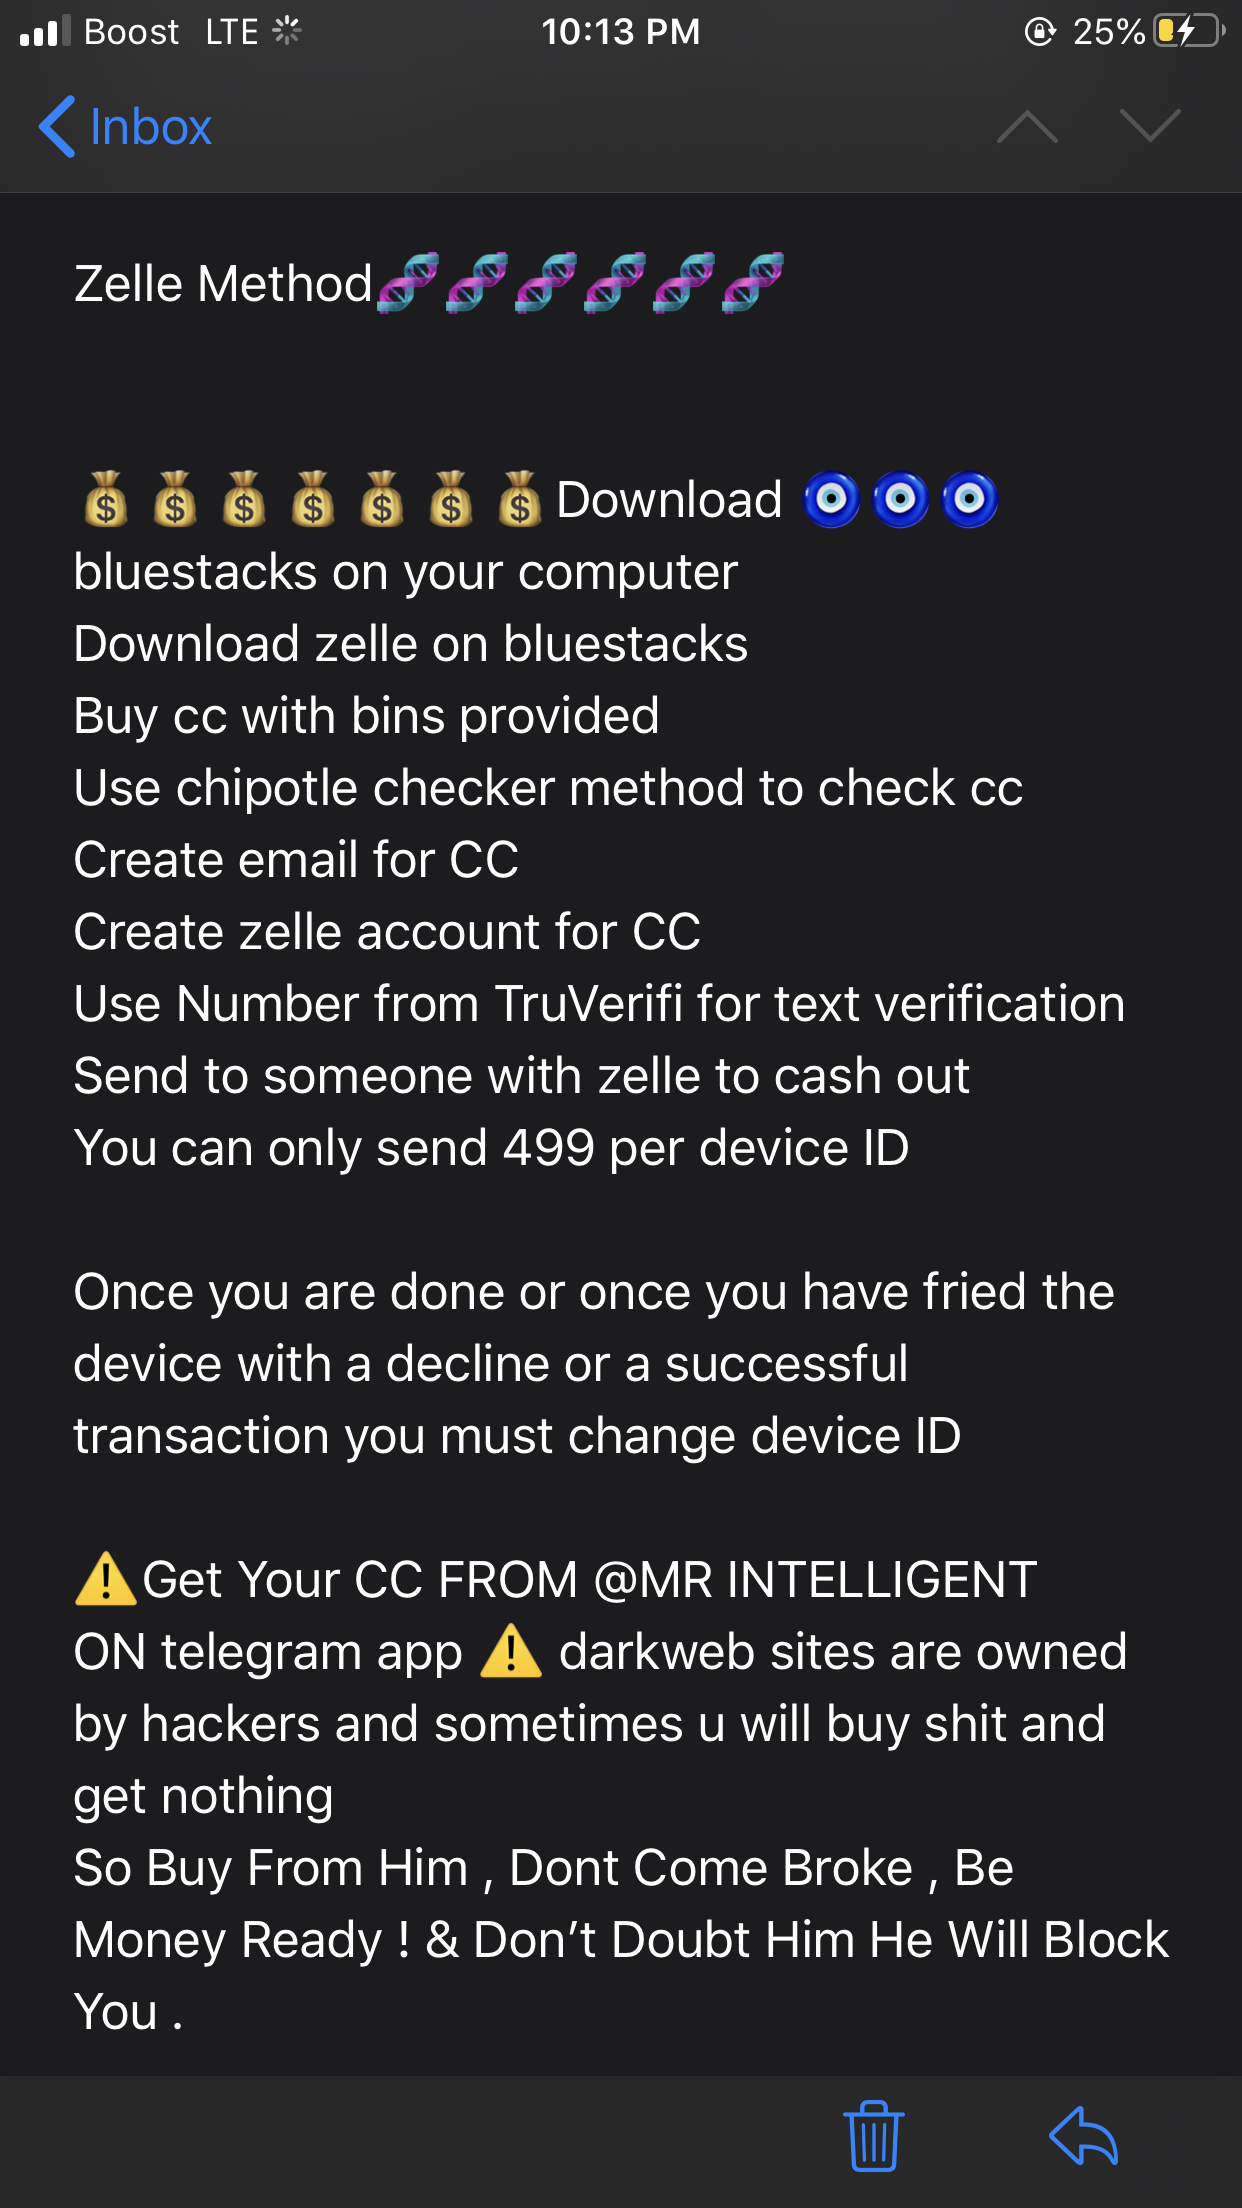 Boost LTE 10:13 PM 25%
Inbox
Zelle Method🧬🧬🧬🧬🧬🧬
💰💰💰💰💰💰💰Download 🧿🧿🧿
bluestacks on your computer
Download zelle on bluestacks
Buy cc with bins provided
Use chipotle checker method to check cc
Create email for CC
Create zelle account for CC
Use Number from TruVerifi for text verification
Send to someone with zelle to cash out
You can only send 499 per device ID
Once you are done or once you have fried the
device with a decline or a successful
transaction you must change device ID
⚠️Get Your CC FROM @MR INTELLIGENT
ON telegram app ⚠️ darkweb sites are owned
by hackers and sometimes u will buy shit and
get nothing
So Buy From Him , Dont Come Broke , Be
Money Ready ! & Don’t Doubt Him He Will Block
You .